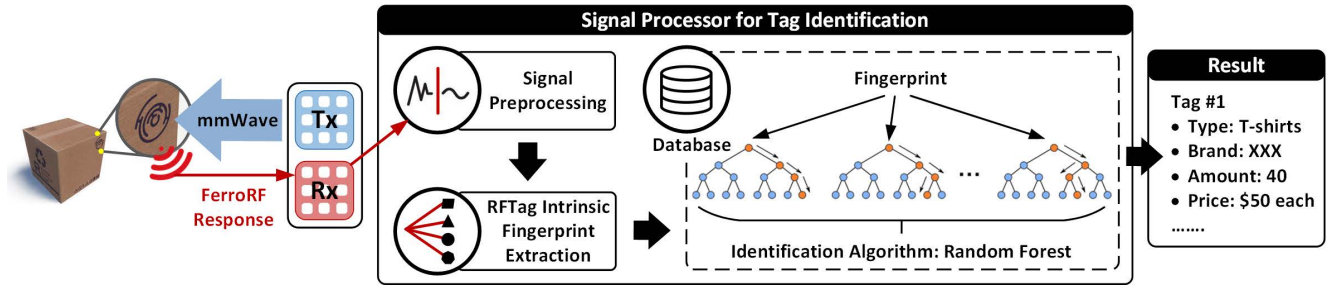 Signal Processor for Tag Identification
mmWave
Tx
Rx
FerroRF
Response
Signal
Preprocessing
RFTag Intrinsic
Fingerprint
Extraction
Database
Fingerprint
...
Identification Algorithm: Random Forest
Result
Tag #1
• Type: T-shirts
• Brand: XXX
• Amount: 40
• Price: $50 each
…….